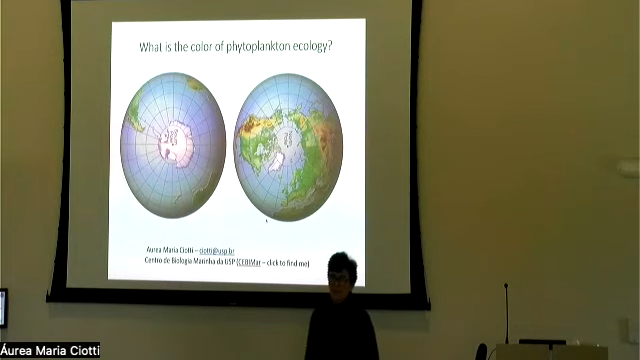 What is the color of phytoplankton ecology?
Aurea Maria Ciotti – ciotti@usp.br
Centro de Biologia Marinha da USP (CEBIMar – click to find me)
Áurea Maria Ciotti